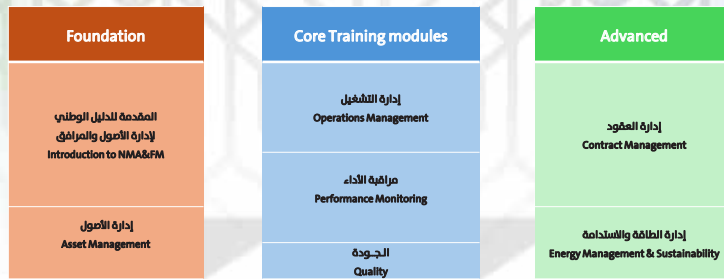 Foundation
المقدمة للدليل الوطني
لإدارة الأصول والمرافق
Introduction to NMA&FM
إدارة الأصول
Asset Management
Core Training modules
إدارة التشغيل
Operations Management
مراقبة الأداء
Performance Monitoring
الجـــودة
Quality
Advanced
إدارة العقود
Contract Management
إدارة الطاقة والاستدامة
Energy Management & Sustainability